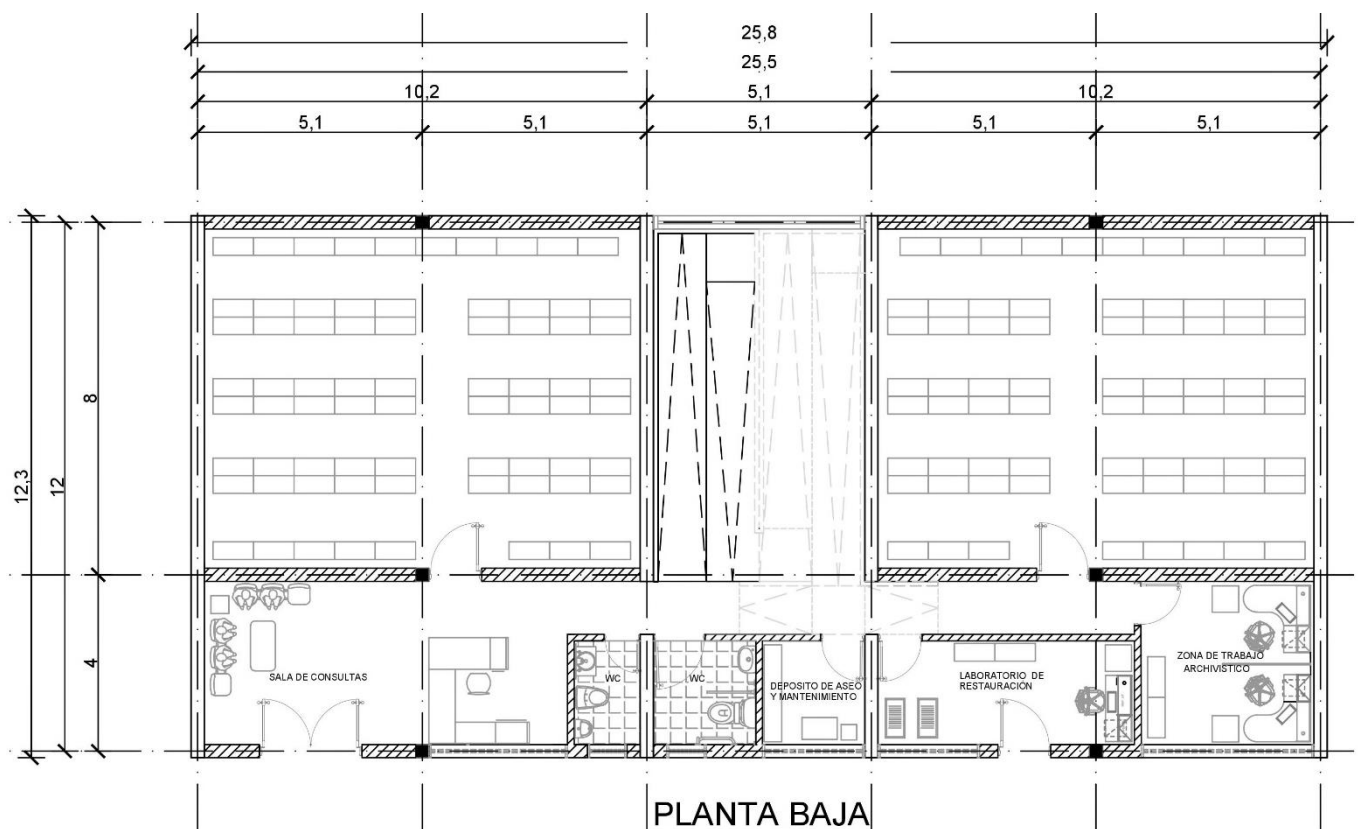 25,8
25,5
10,2
5,1
10,2
5,1
5,1
5,1
5,1
5,1
12,3
12
8
4
SALA DE CONSULTAS
WC
WC
DEPOSITO DE ASEO
Y MANTENIMIENTO
LABORATORIO DE
RESTAURACIÓN
ZONA DE TRABAJO
ARCHIVISTICO
PLANTA BAJA